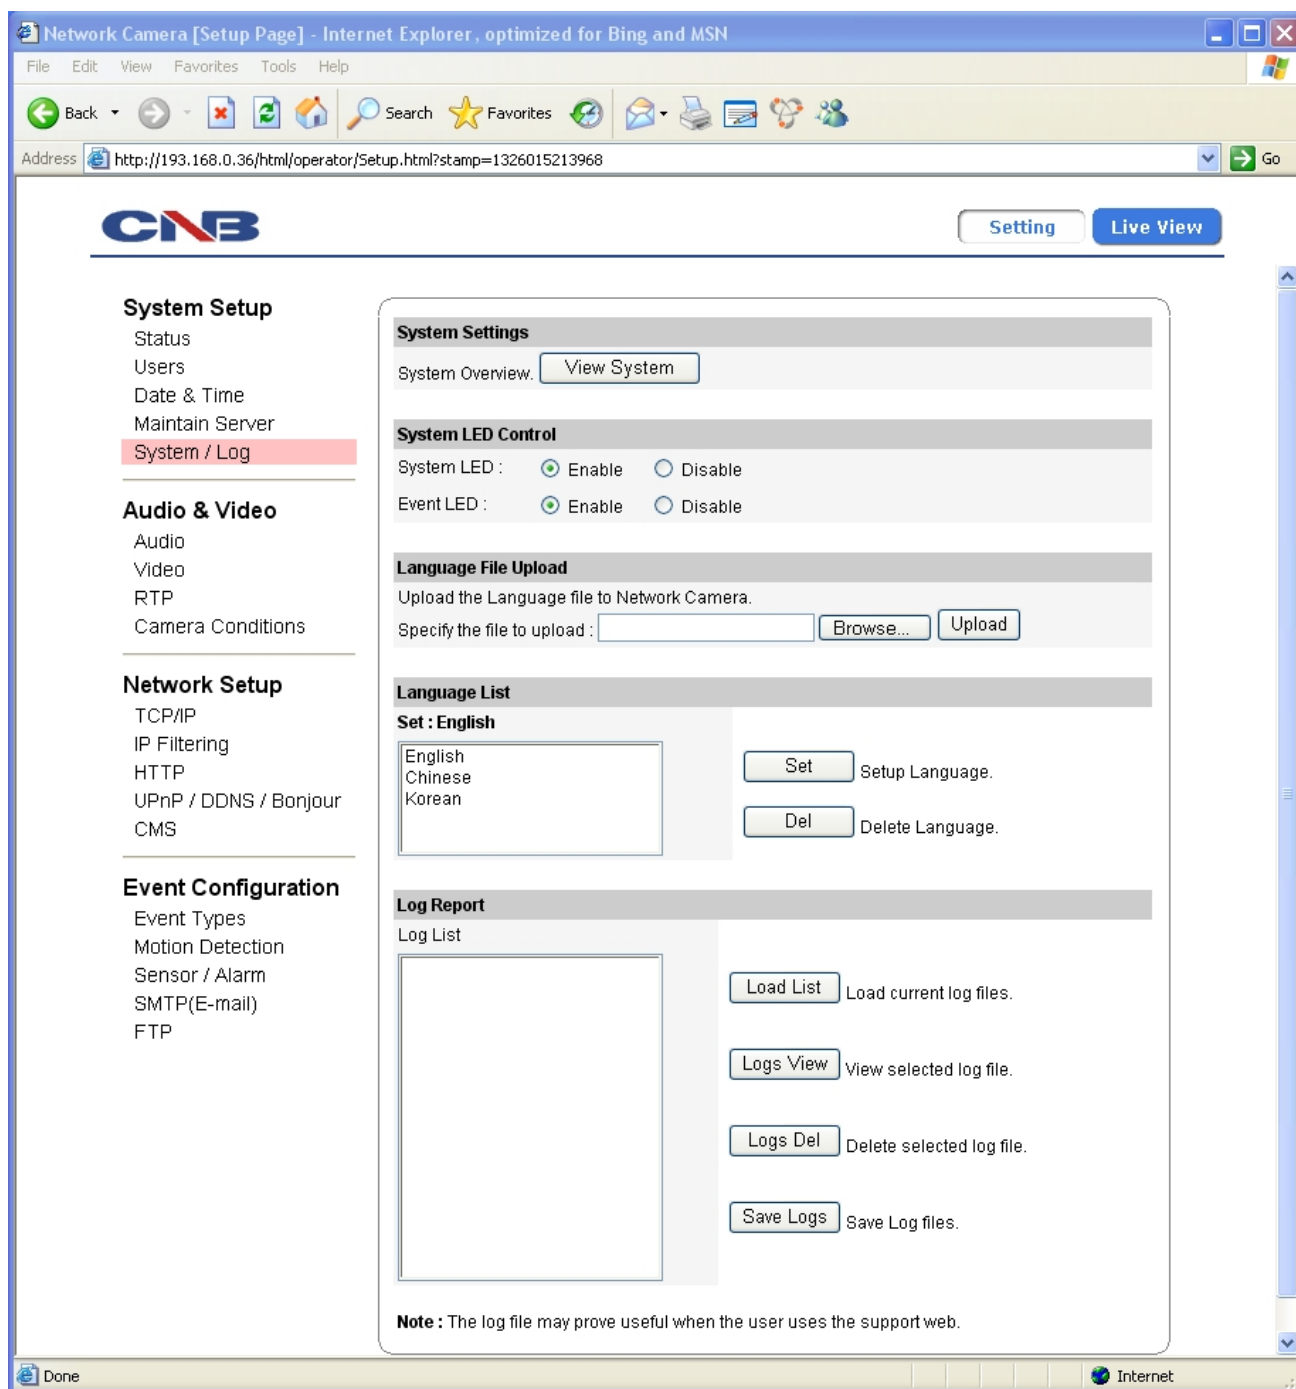 Network Camera [Setup Page] - Internet Explorer, optimized for Bing and MSN
File Edit View Favorites Tools Help
Back Search Favorites
Address http://193.168.0.36/html/operator/Setup.html?stamp=1326015213968 Go
CNB
Setting Live View
System Setup
Status
Users
Date & Time
Maintain Server
System / Log
Audio & Video
Audio
Video
RTP
Camera Conditions
Network Setup
TCP/IP
IP Filtering
HTTP
UPnP / DDNS / Bonjour
CMS
Event Configuration
Event Types
Motion Detection
Sensor / Alarm
SMTP(E-mail)
FTP
System Settings
System Overview. View System
System LED Control
System LED : Enable Disable
Event LED : Enable Disable
Language File Upload
Upload the Language file to Network Camera.
Specify the file to upload : Browse... Upload
Language List
Set : English
English
Chinese
Korean
Set Setup Language.
Del Delete Language.
Log Report
Log List
Load List Load current log files.
Logs View View selected log file.
Logs Del Delete selected log file.
Save Logs Save Log files.
Note : The log file may prove useful when the user uses the support web.
Done Internet